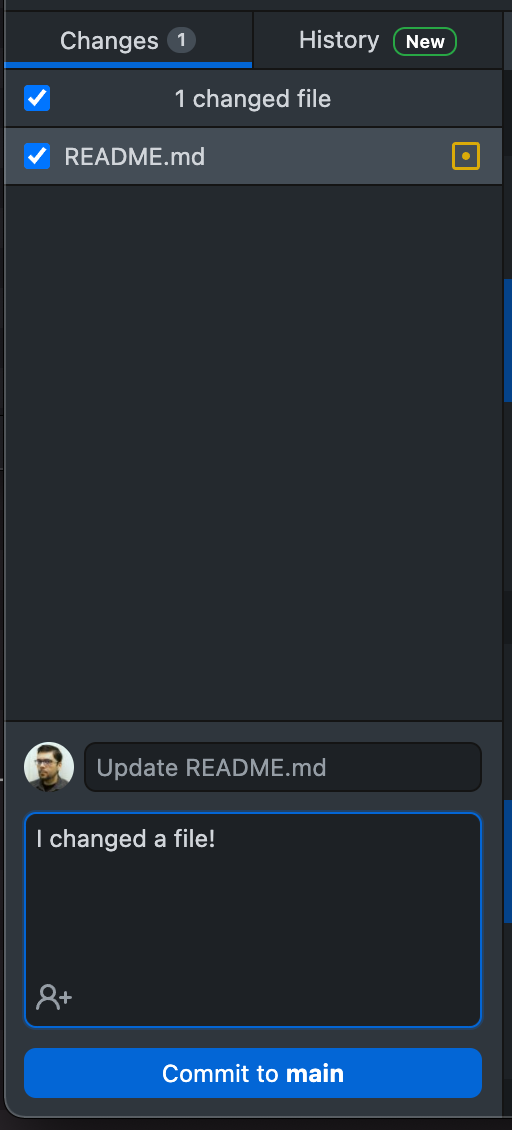 Changes 1
History New
1 changed file
README.md
Update README.md
I changed a file!
Commit to main